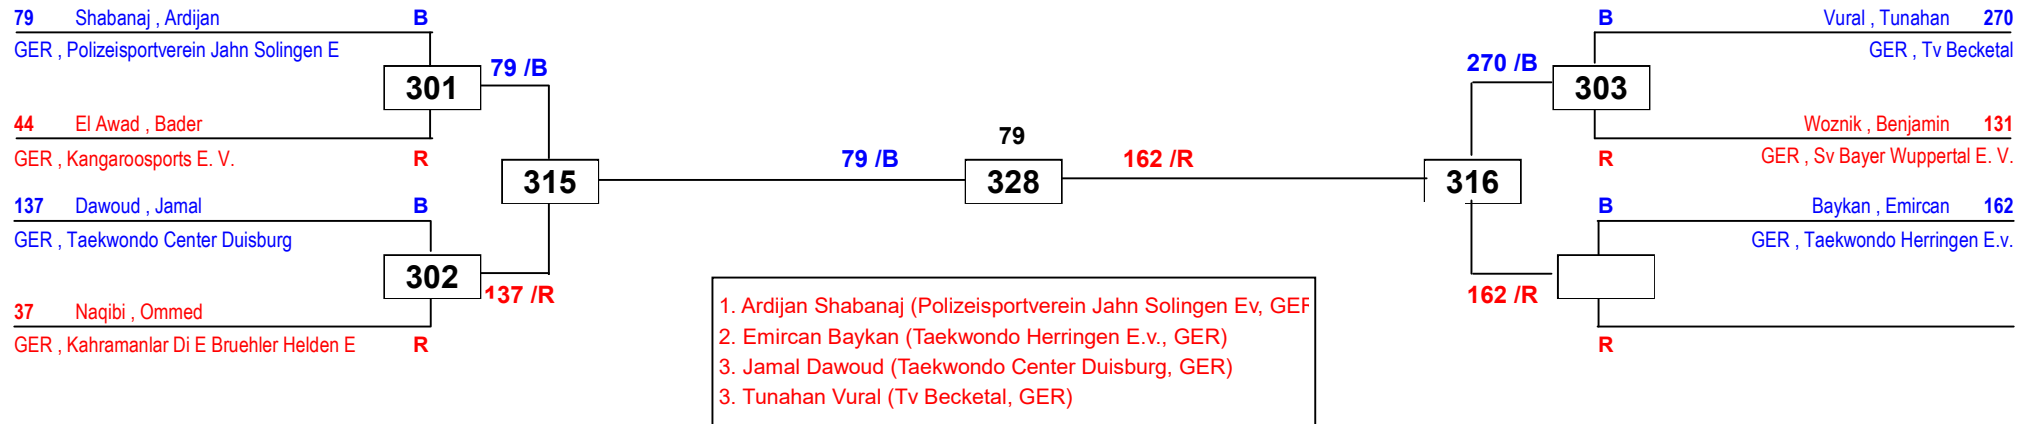 79 Shabanaj , Ardijan B
GER , Polizeisportverein Jahn Solingen E
301
79 /B
44 El Awad , Bader
GER , Kangaroosports E. V. R
315
137 Dawoud , Jamal B
GER , Taekwondo Center Duisburg
302
137 /R
37 Naqibi , Ommed
GER , Kahramanlar Di E Bruehler Helden E R
79 /B
79
328
162 /R
B Vural , Tunahan 270
GER , Tv Becketal
270 /B
303
Woznik , Benjamin 131
R GER , Sv Bayer Wuppertal E. V.
316
B Baykan , Emircan 162
GER , Taekwondo Herringen E.v.
162 /R
R
1. Ardijan Shabanaj (Polizeisportverein Jahn Solingen Ev, GER
2. Emircan Baykan (Taekwondo Herringen E.v., GER)
3. Jamal Dawoud (Taekwondo Center Duisburg, GER)
3. Tunahan Vural (Tv Becketal, GER)